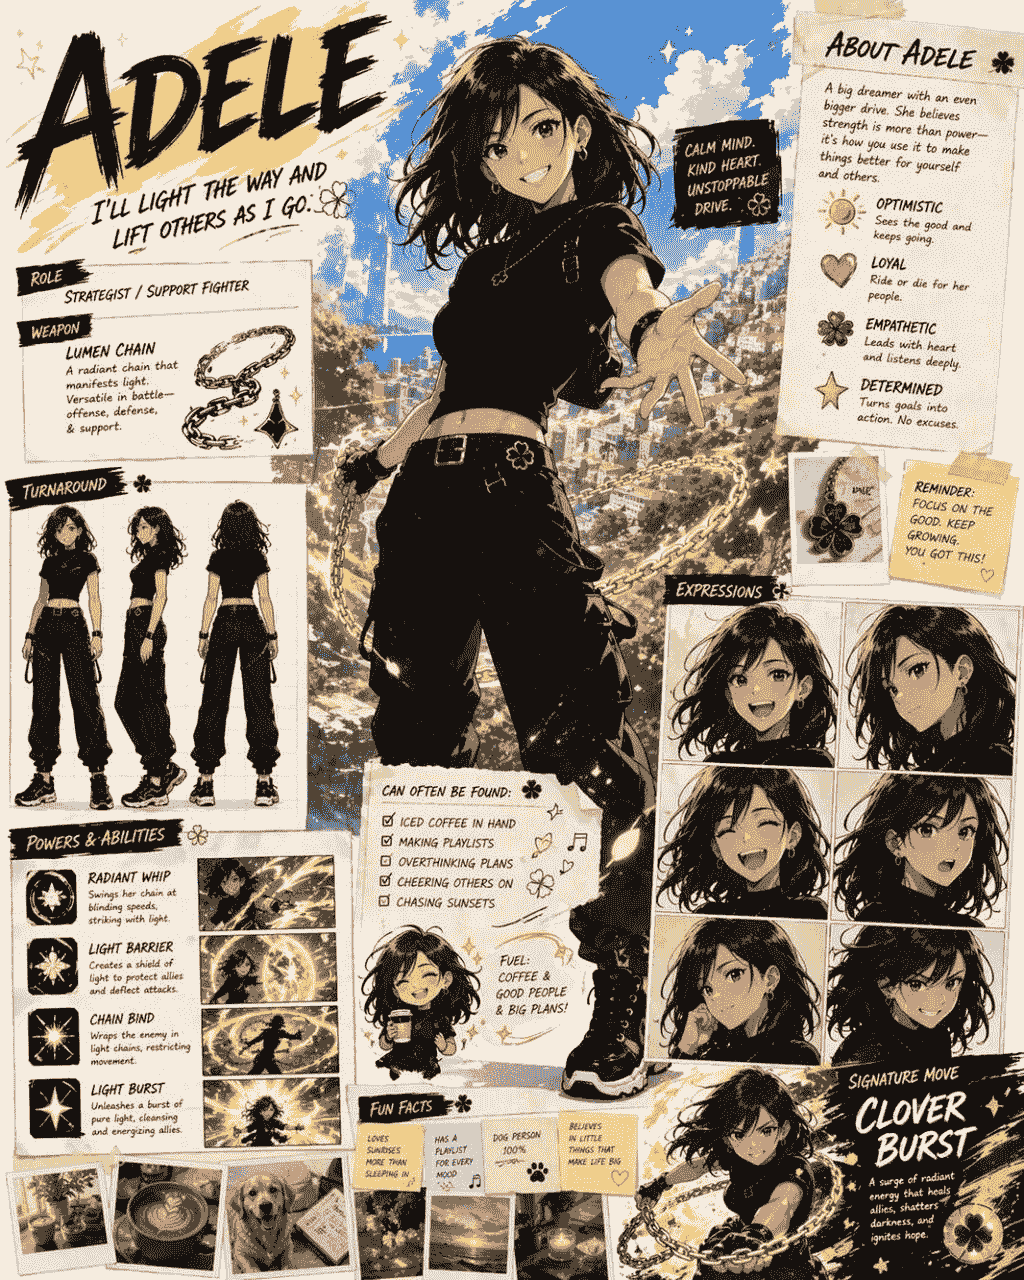 ADELE
I'LL LIGHT THE WAY AND
LIFT OTHERS AS I GO.
ROLE
STRATEGIST / SUPPORT FIGHTER
WEAPON
LUMEN CHAIN
A radiant chain that
manifests light.
Versatile in battle—
offense, defense,
& support.
CALM MIND.
KIND HEART.
UNSTOPPABLE
DRIVE.
ABOUT ADELE
A big dreamer with an even
bigger drive. She believes
strength is more than power—
it's how you use it to make
things better for yourself
and others.
OPTIMISTIC
Sees the good and
keeps going.
LOYAL
Ride or die for her
people.
EMPATHETIC
Leads with heart
and listens deeply.
DETERMINED
Turns goals into
action. No excuses.
REMINDER:
FOCUS ON THE
GOOD. KEEP
GROWING.
YOU GOT THIS!
TURNAROUND
EXPRESSIONS
POWERS & ABILITIES
RADIANT WHIP
Swings her chain at
blinding speeds,
striking with light.
LIGHT BARRIER
Creates a shield of
light to protect allies
and deflect attacks.
CHAIN BIND
Wraps the enemy in
light chains, restricting
movement.
LIGHT BURST
Unleashes a burst of
pure light, cleansing
and energizing allies.
CAN OFTEN BE FOUND:
ICED COFFEE IN HAND
MAKING PLAYLISTS
OVERTHINKING PLANS
CHEERING OTHERS ON
CHASING SUNSETS
FUEL:
COFFEE &
GOOD PEOPLE
& BIG PLANS!
FUN FACTS
LOVES
SUNRISES
MORE THAN
SLEEPING IN
HAS A
PLAYLIST
FOR EVERY
MOOD
DOG PERSON
100%
BELIEVES
IN LITTLE
THINGS THAT
MAKE LIFE BIG
SIGNATURE MOVE
CLOVER
BURST
A surge of radiant
energy that heals
allies, shatters
darkness, and
ignites hope.